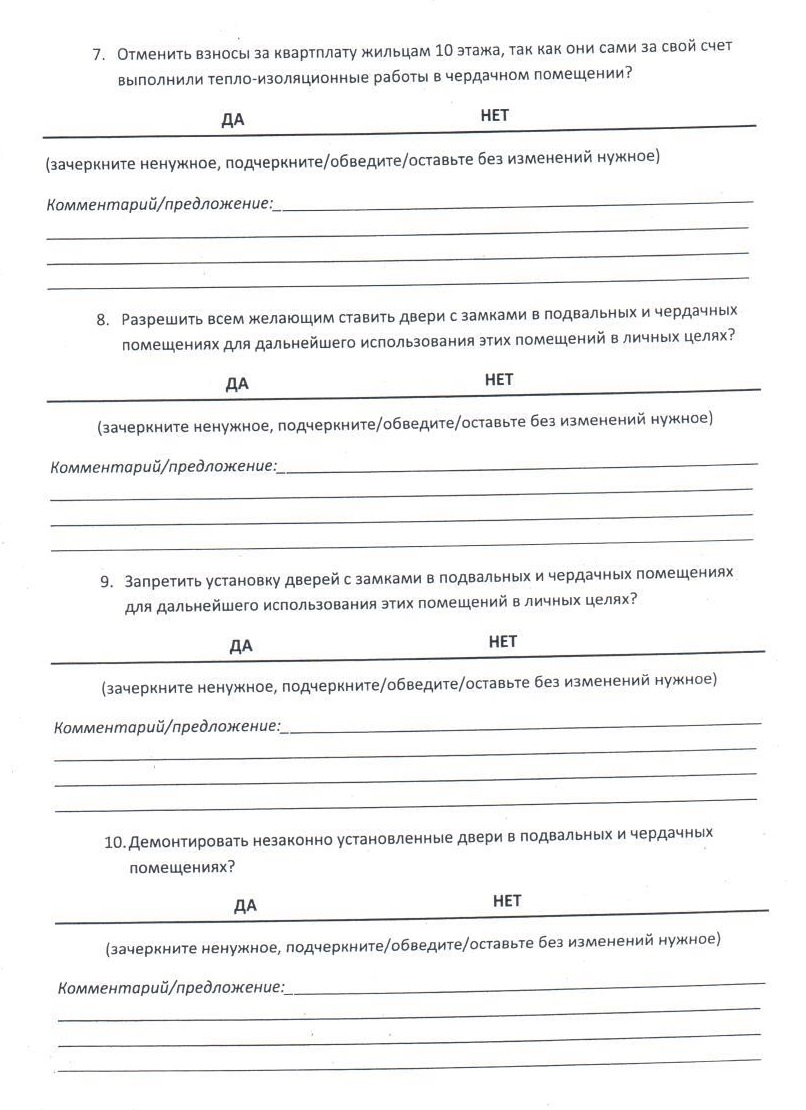 7. Отменить взносы за квартплату жильцам 10 этажа, так как они сами за свой счет
выполнили тепло-изоляционные работы в чердачном помещении?
ДА НЕТ
(зачеркните ненужное, подчеркните/обведите/оставьте без изменений нужное)
Комментарий/предложение:
8. Разрешить всем желающим ставить двери с замками в подвальных и чердачных
помещениях для дальнейшего использования этих помещений в личных целях?
ДА НЕТ
(зачеркните ненужное, подчеркните/обведите/оставьте без изменений нужное)
Комментарий/предложение:
9. Запретить установку дверей с замками в подвальных и чердачных помещениях
для дальнейшего использования этих помещений в личных целях?
ДА НЕТ
(зачеркните ненужное, подчеркните/обведите/оставьте без изменений нужное)
Комментарий/предложение:
10. Демонтировать незаконно установленные двери в подвальных и чердачных
помещениях?
ДА НЕТ
(зачеркните ненужное, подчеркните/обведите/оставьте без изменений нужное)
Комментарий/предложение: